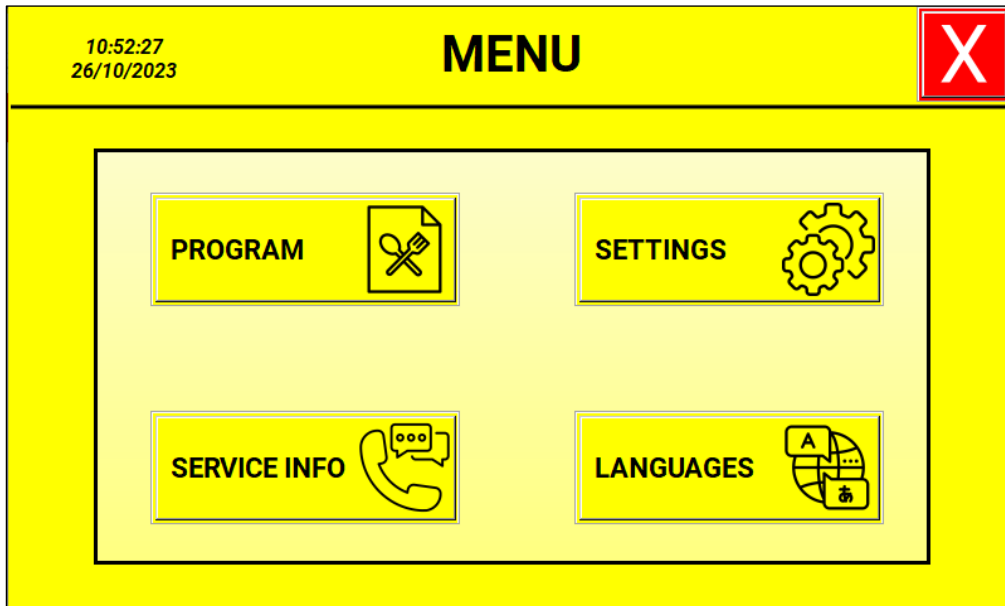 10:52:27
26/10/2023
MENU
X
PROGRAM
SETTINGS
SERVICE INFO
LANGUAGES
A
あ